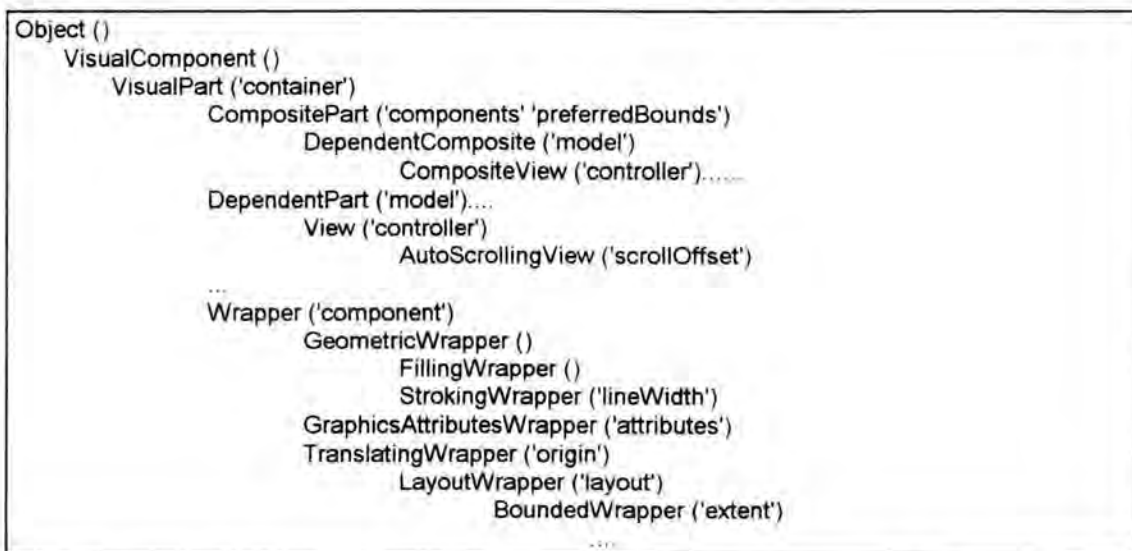 Object ()
VisualComponent ()
VisualPart ('container')
CompositePart ('components' 'preferredBounds')
DependentComposite ('model')
CompositeView ('controller')......
DependentPart ('model')....
View ('controller')
AutoScrollingView ('scrollOffset')
...
Wrapper ('component')
GeometricWrapper ()
FillingWrapper ()
StrokingWrapper ('lineWidth')
GraphicsAttributesWrapper ('attributes')
TranslatingWrapper ('origin')
LayoutWrapper ('layout')
BoundedWrapper ('extent')
....